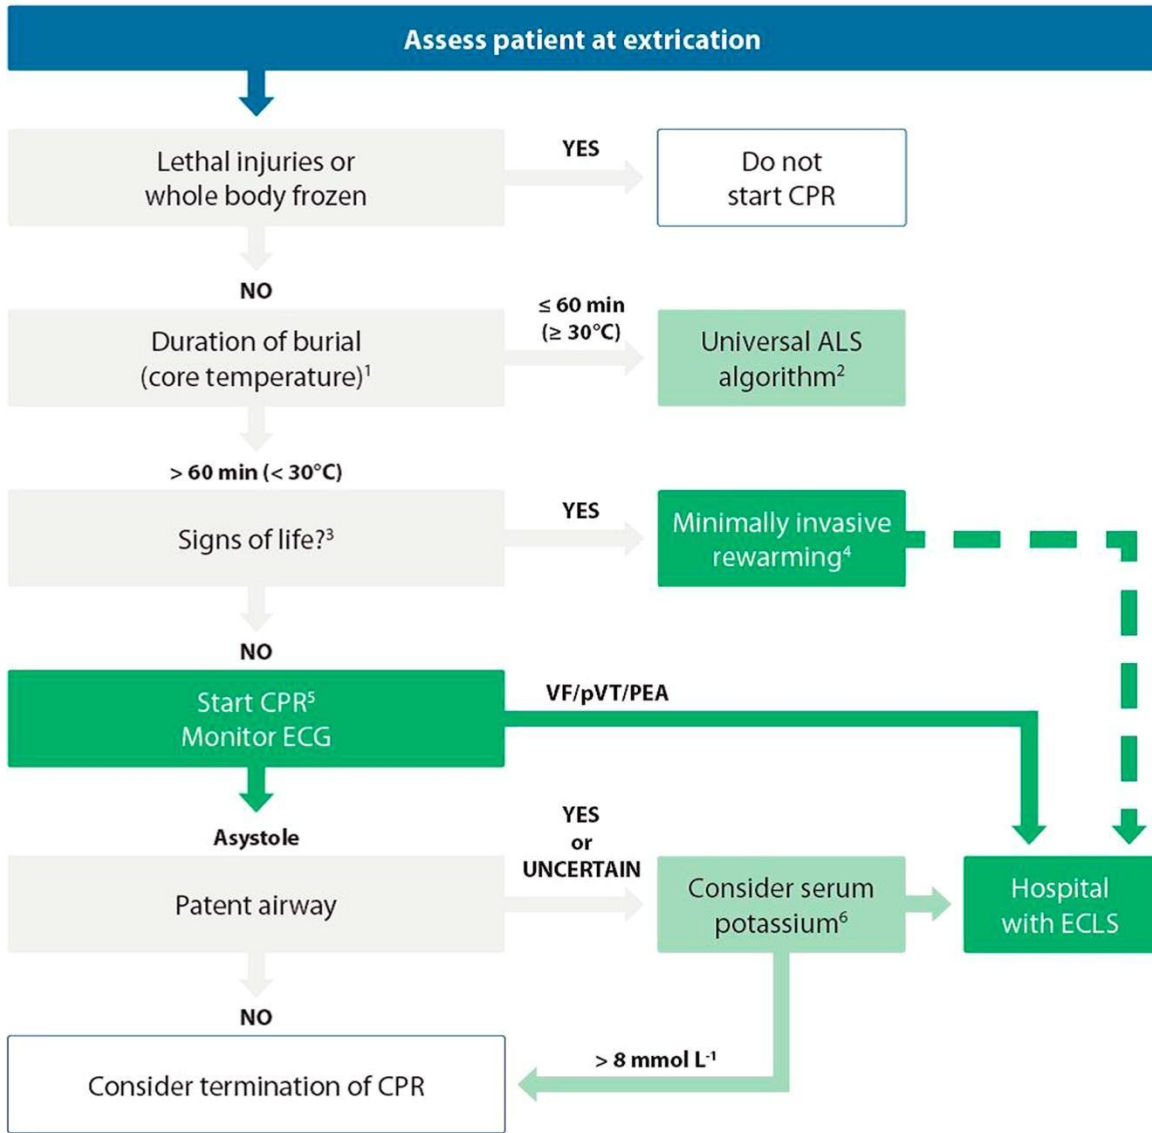 Assess patient at extrication
Lethal injuries or
whole body frozen
YES
Do not
start CPR
NO
Duration of burial
(core temperature)¹
≤ 60 min
(≥ 30°C)
Universal ALS
algorithm²
> 60 min (< 30°C)
Signs of life?³
YES
Minimally invasive
rewarming⁴
NO
Start CPR⁵
Monitor ECG
VF/pVT/PEA
Asystole
Patent airway
YES
or
UNCERTAIN
Consider serum
potassium⁶
Hospital
with ECLS
NO
> 8 mmol L⁻¹
Consider termination of CPR